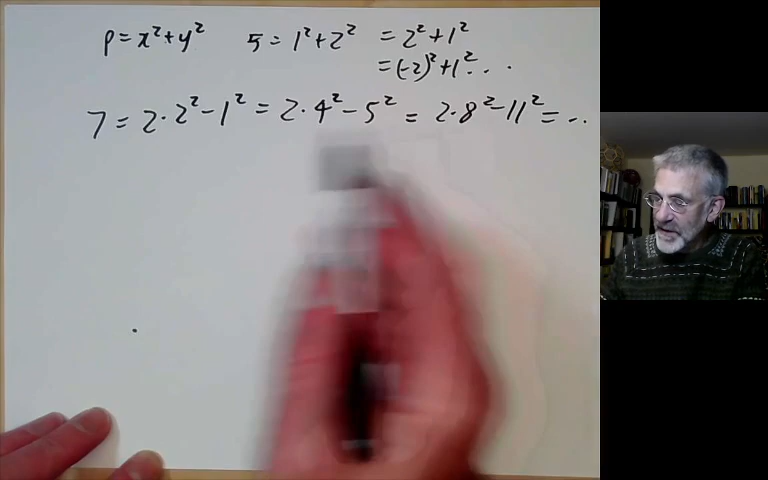 p = x² + y²   5 = 1² + 2² = 2² + 1²
= (-2)² + 1² ...
7 = 2·2² - 1² = 2·4² - 5² = 2·8² - 11² = ...